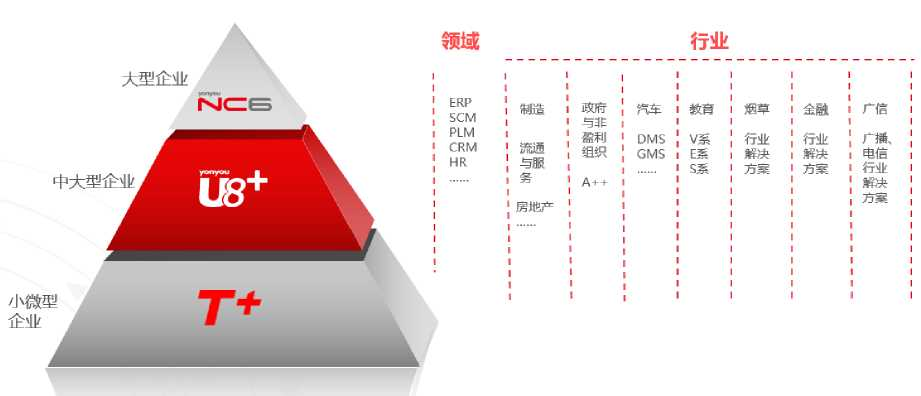 大型企业
yonyou
NC6
中大型企业
yonyou
U8+
小微型
企业
T+
领域
行业
ERP
SCM
PLM
CRM
HR
……
制造
流通
与服
务
房地产
……
政府
与非
盈利
组织
A++
汽车
DMS
GMS
……
教育
V系
E系
S系
烟草
行业
解决
方案
金融
行业
解决
方案
广信
广播、
电信
行业
解决
方案